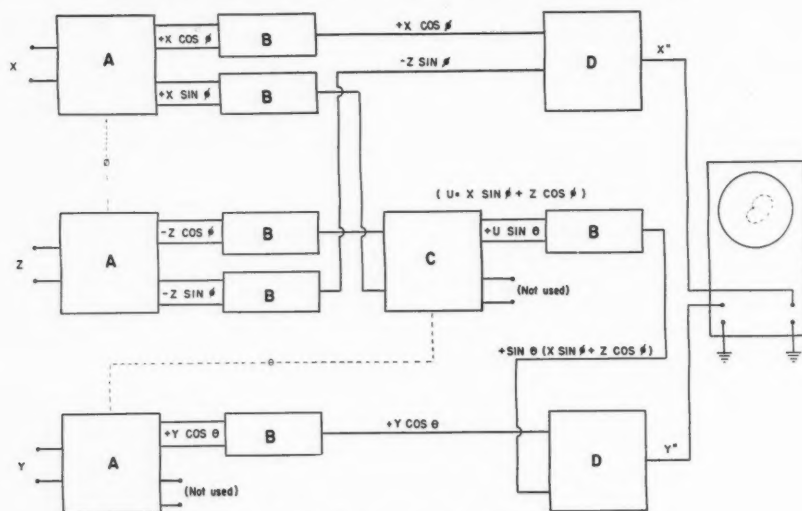 X
A
+X COS ϕ
B
+X COS ϕ
-Z SIN ϕ
D
X"
+X SIN ϕ
B
ϕ
( U= X SIN ϕ + Z COS ϕ )
Z
A
-Z COS ϕ
B
C
+U SIN θ
B
-Z SIN ϕ
B
(Not used)
θ
+SIN θ (X SIN ϕ + Z COS ϕ)
Y
A
+Y COS θ
B
+Y COS θ
D
Y"
(Not used)